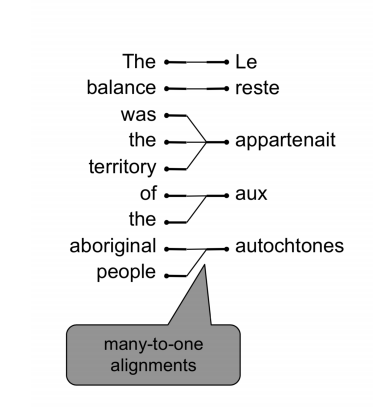 The Le
balance reste
was
the appartenait
territory
of aux
the
aboriginal autochtones
people
many-to-one
alignments